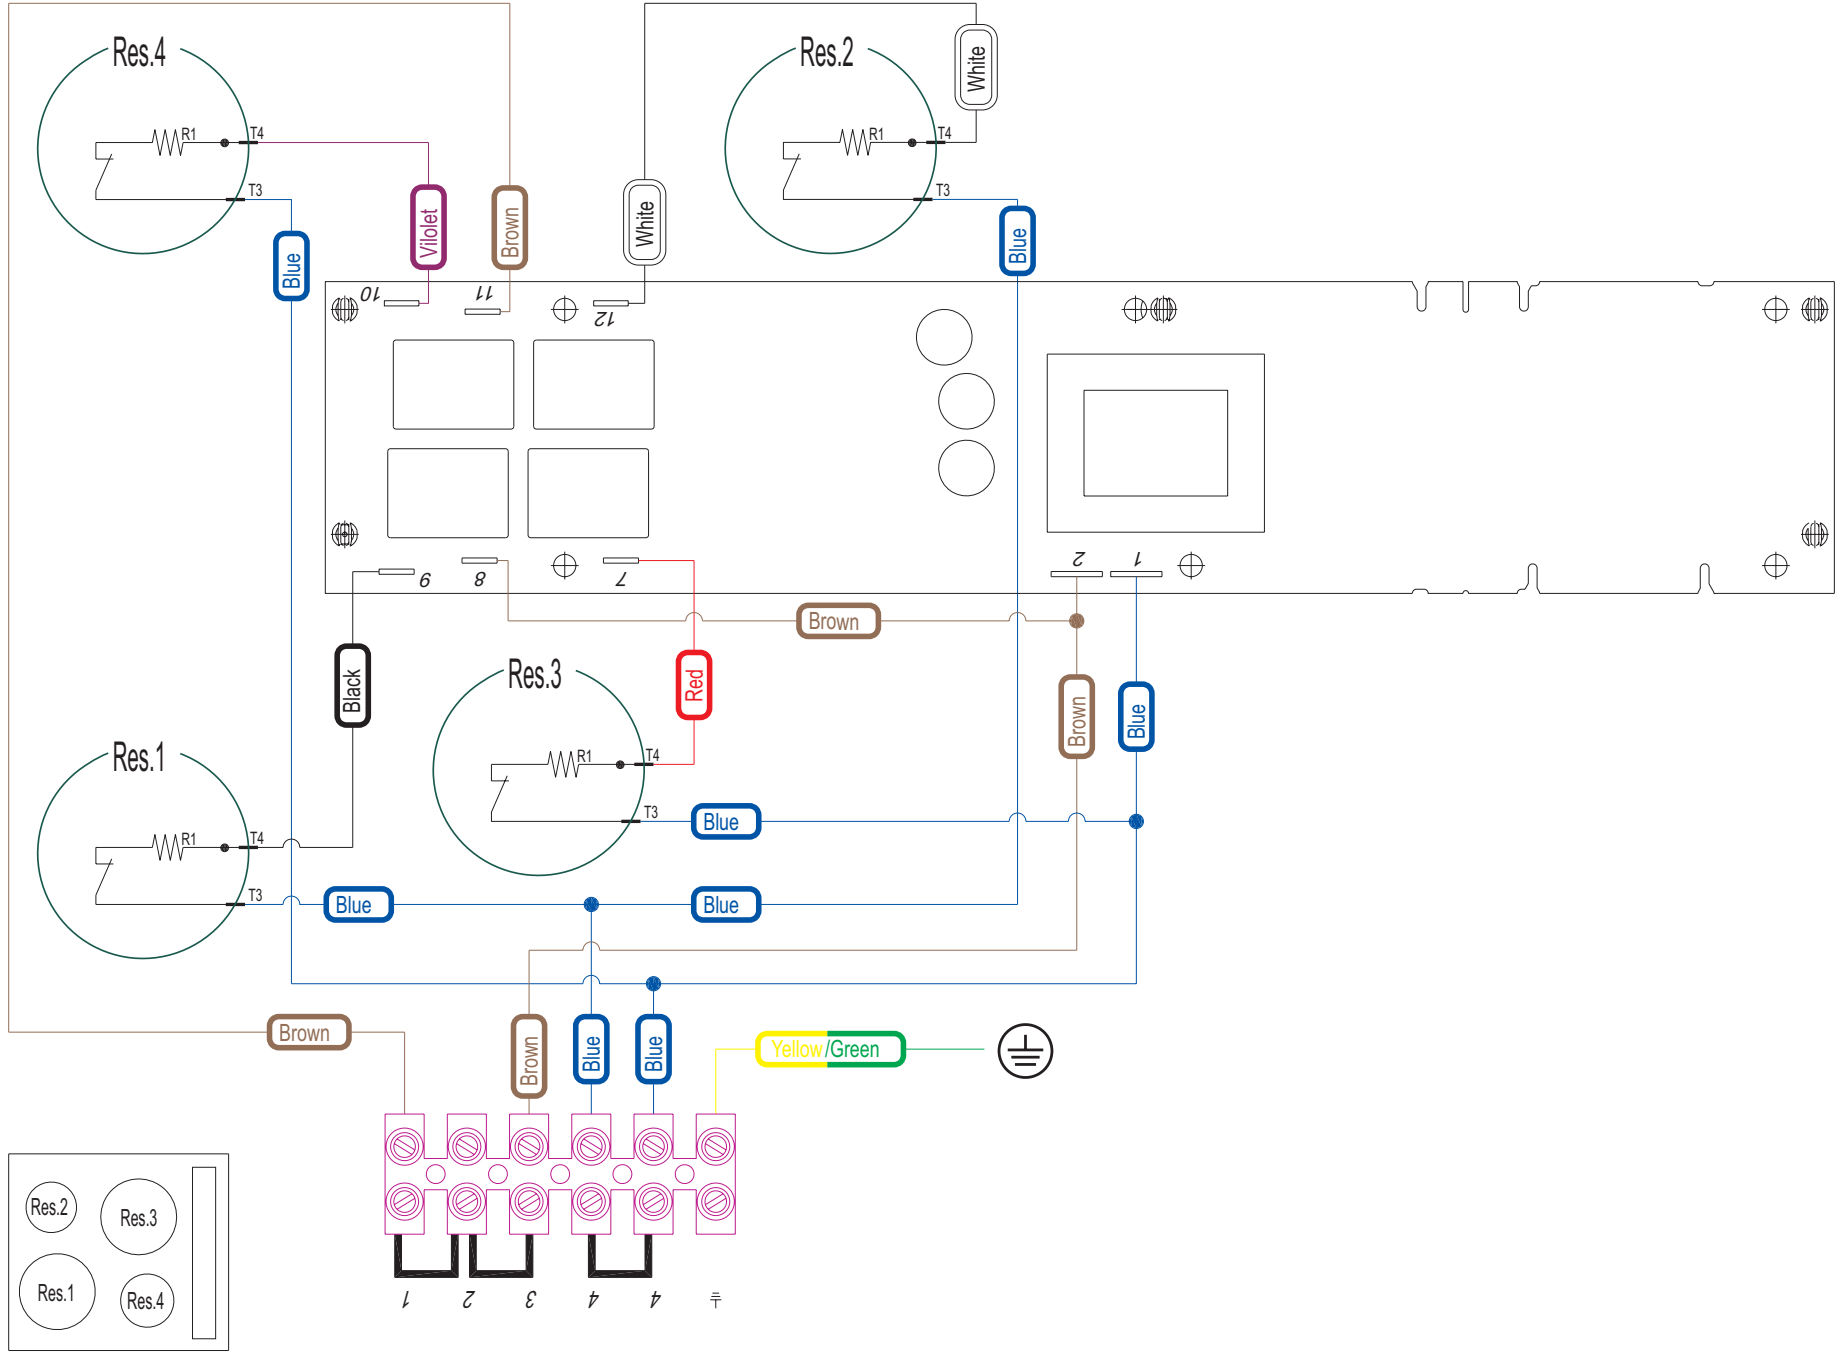 Res.4
R1
T4
T3
Vilolet
Brown
Blue
White
Res.2
White
R1
T4
T3
Blue
10
11
12
9
8
7
2
1
Brown
Black
Res.3
Red
R1
T4
T3
Blue
Brown
Blue
Res.1
R1
T4
T3
Blue
Blue
Brown
Brown
Blue
Blue
Yellow/Green
Res.2
Res.3
Res.1
Res.4
1
2
3
4
4